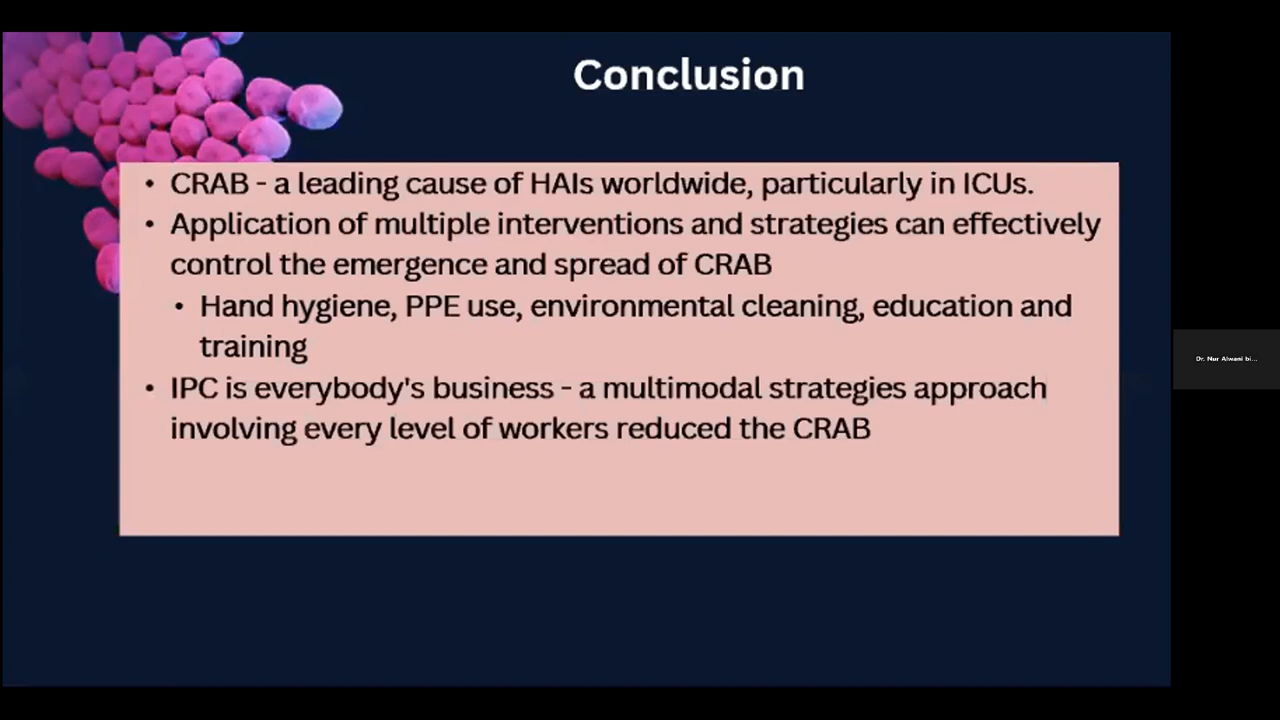 Conclusion
• CRAB - a leading cause of HAIs worldwide, particularly in ICUs.
• Application of multiple interventions and strategies can effectively
control the emergence and spread of CRAB
• Hand hygiene, PPE use, environmental cleaning, education and
training
• IPC is everybody's business - a multimodal strategies approach
involving every level of workers reduced the CRAB
Dr. Nur Alwani bi...